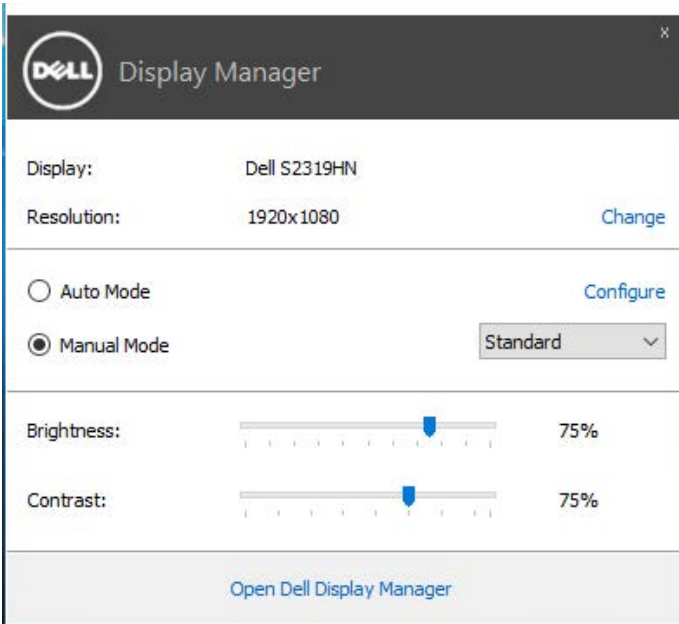 DELL Display Manager
x
Display: Dell S2319HN
Resolution: 1920x1080 Change
Auto Mode Configure
Manual Mode Standard
Brightness: 75%
Contrast: 75%
Open Dell Display Manager